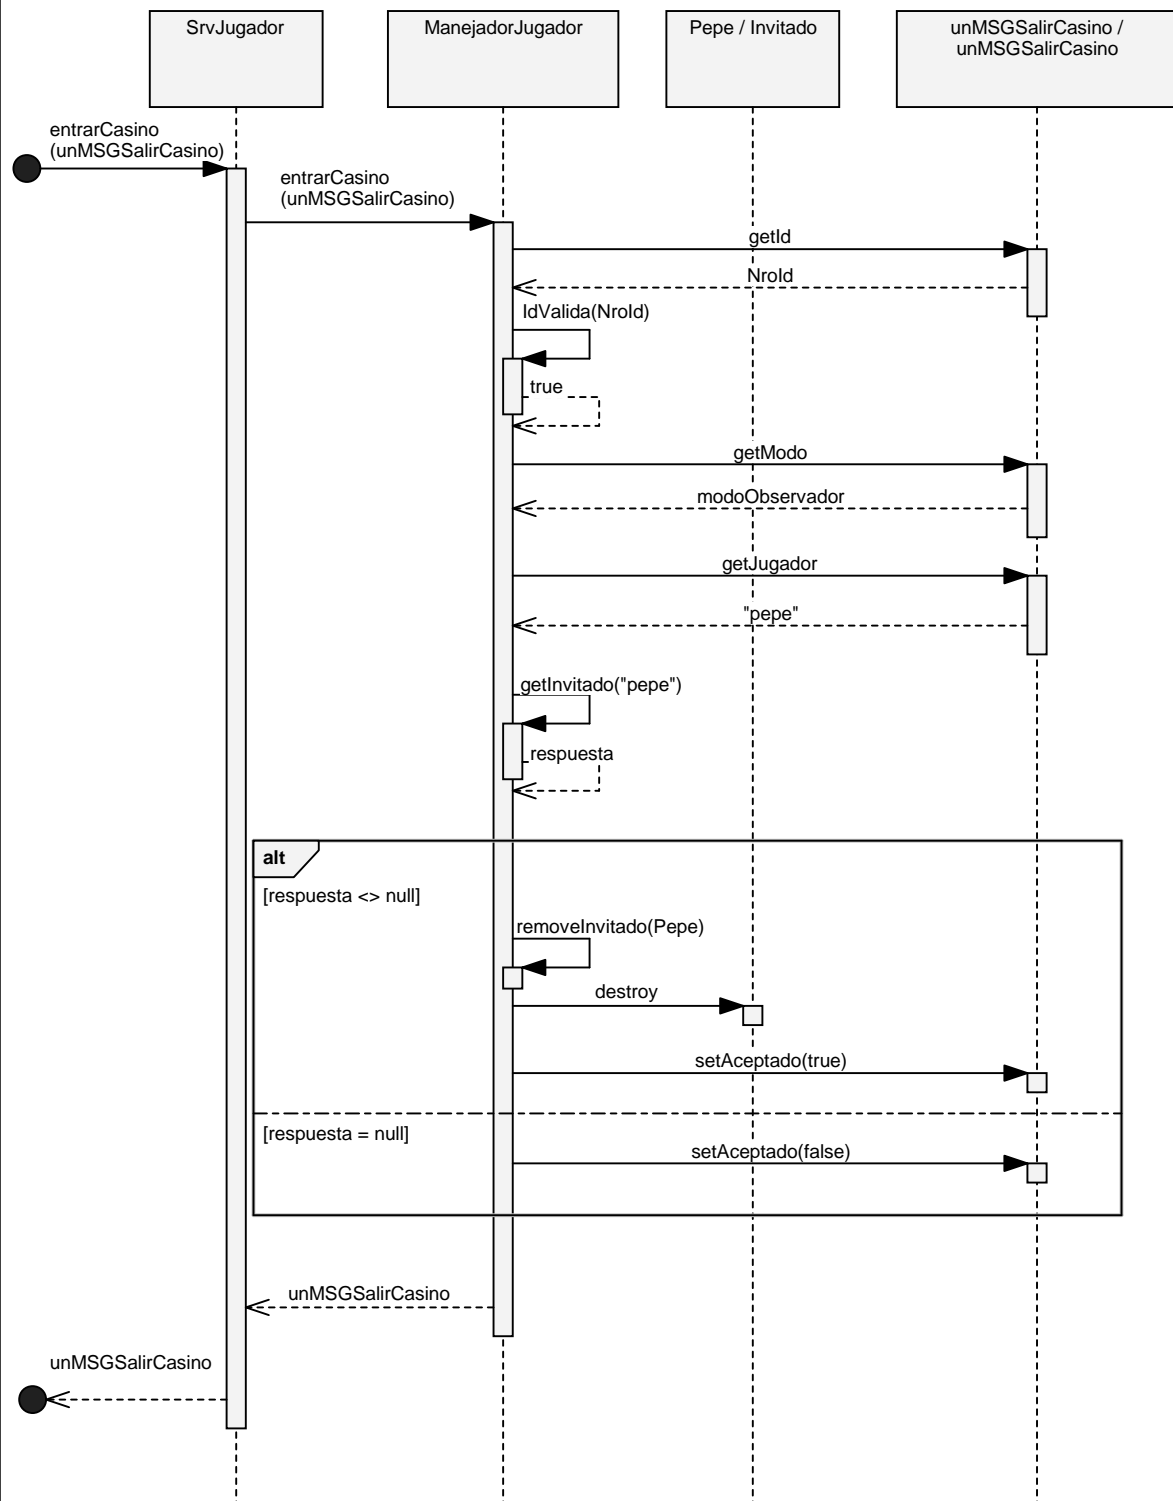 SrvJugador
ManejadorJugador
Pepe / Invitado
unMSGSalirCasino /
unMSGSalirCasino
entrarCasino
(unMSGSalirCasino)
entrarCasino
(unMSGSalirCasino)
getId
NroId
IdValida(NroId)
true
getModo
modoObservador
getJugador
"pepe"
getInvitado("pepe")
respuesta
alt
[respuesta <> null]
removeInvitado(Pepe)
destroy
setAceptado(true)
[respuesta = null]
setAceptado(false)
unMSGSalirCasino
unMSGSalirCasino